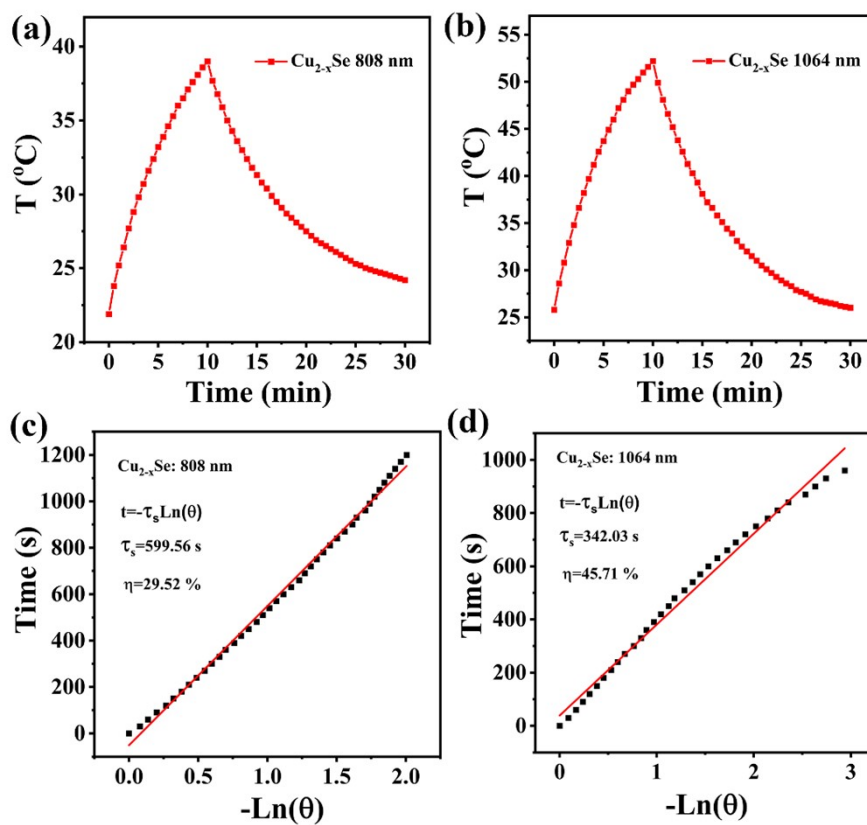 (a)
Cu2-xSe 808 nm
T (oC)
40
35
30
25
20
0 5 10 15 20 25 30
Time (min)
(b)
Cu2-xSe 1064 nm
T (oC)
55
50
45
40
35
30
25
0 5 10 15 20 25 30
Time (min)
(c)
Cu2-xSe: 808 nm
t=-τsLn(θ)
τs=599.56 s
η=29.52 %
Time (s)
1200
1000
800
600
400
200
0
0.0 0.5 1.0 1.5 2.0
-Ln(θ)
(d)
Cu2-xSe: 1064 nm
t=-τsLn(θ)
τs=342.03 s
η=45.71 %
Time (s)
1000
800
600
400
200
0
0 1 2 3
-Ln(θ)